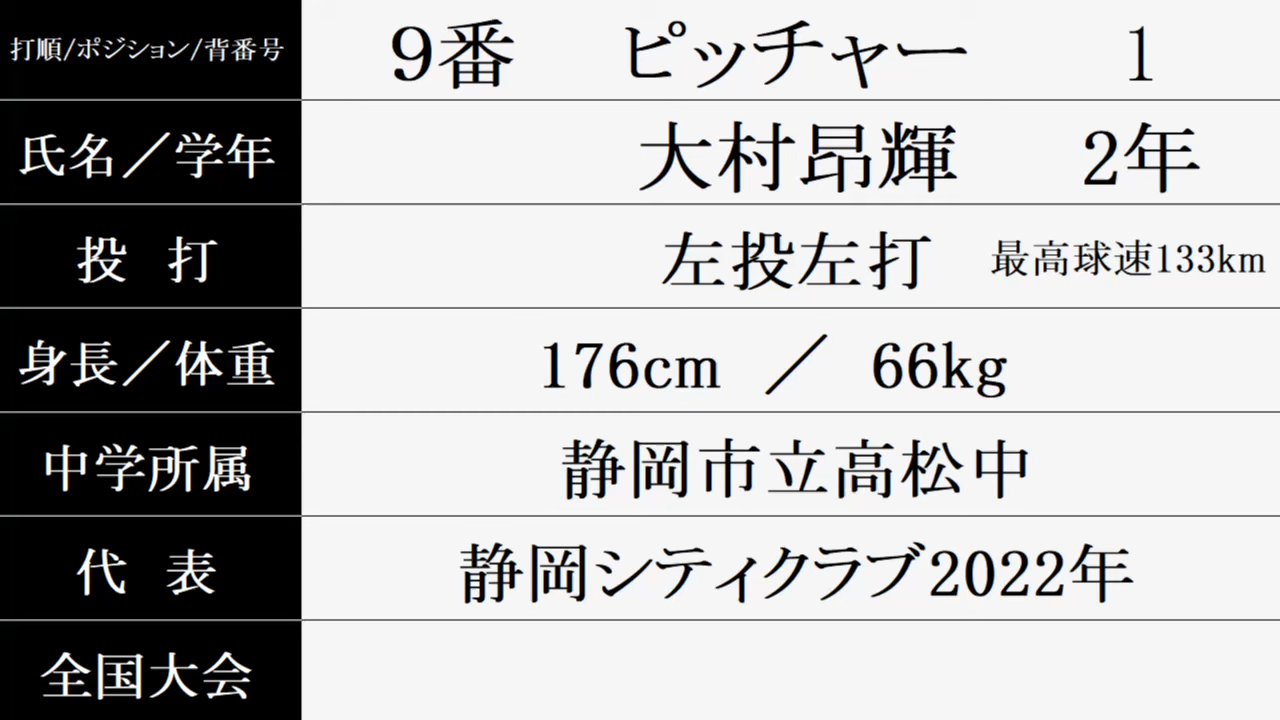 打順/ポジション/背番号 9番 ピッチャー 1
氏名／学年 大村昂輝 2年
投 打 左投左打 最高球速133km
身長／体重 176cm ／ 66kg
中学所属 静岡市立高松中
代 表 静岡シティクラブ2022年
全国大会